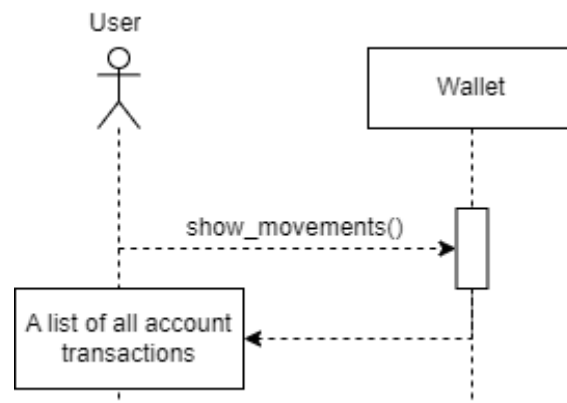 User
Wallet
show_movements()
A list of all account
transactions